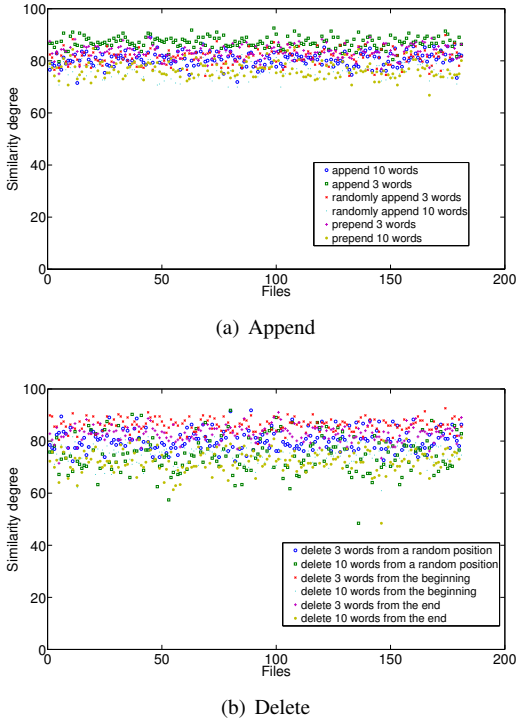 100
80
60
40
20
0
Similarity degree
append 10 words
append 3 words
randomly append 3 words
randomly append 10 words
prepend 3 words
prepend 10 words
0 50 100 150 200
Files
(a) Append
100
80
60
40
20
0
Similarity degree
delete 3 words from a random position
delete 10 words from a random position
delete 3 words from the beginning
delete 10 words from the beginning
delete 3 words from the end
delete 10 words from the end
0 50 100 150 200
Files
(b) Delete